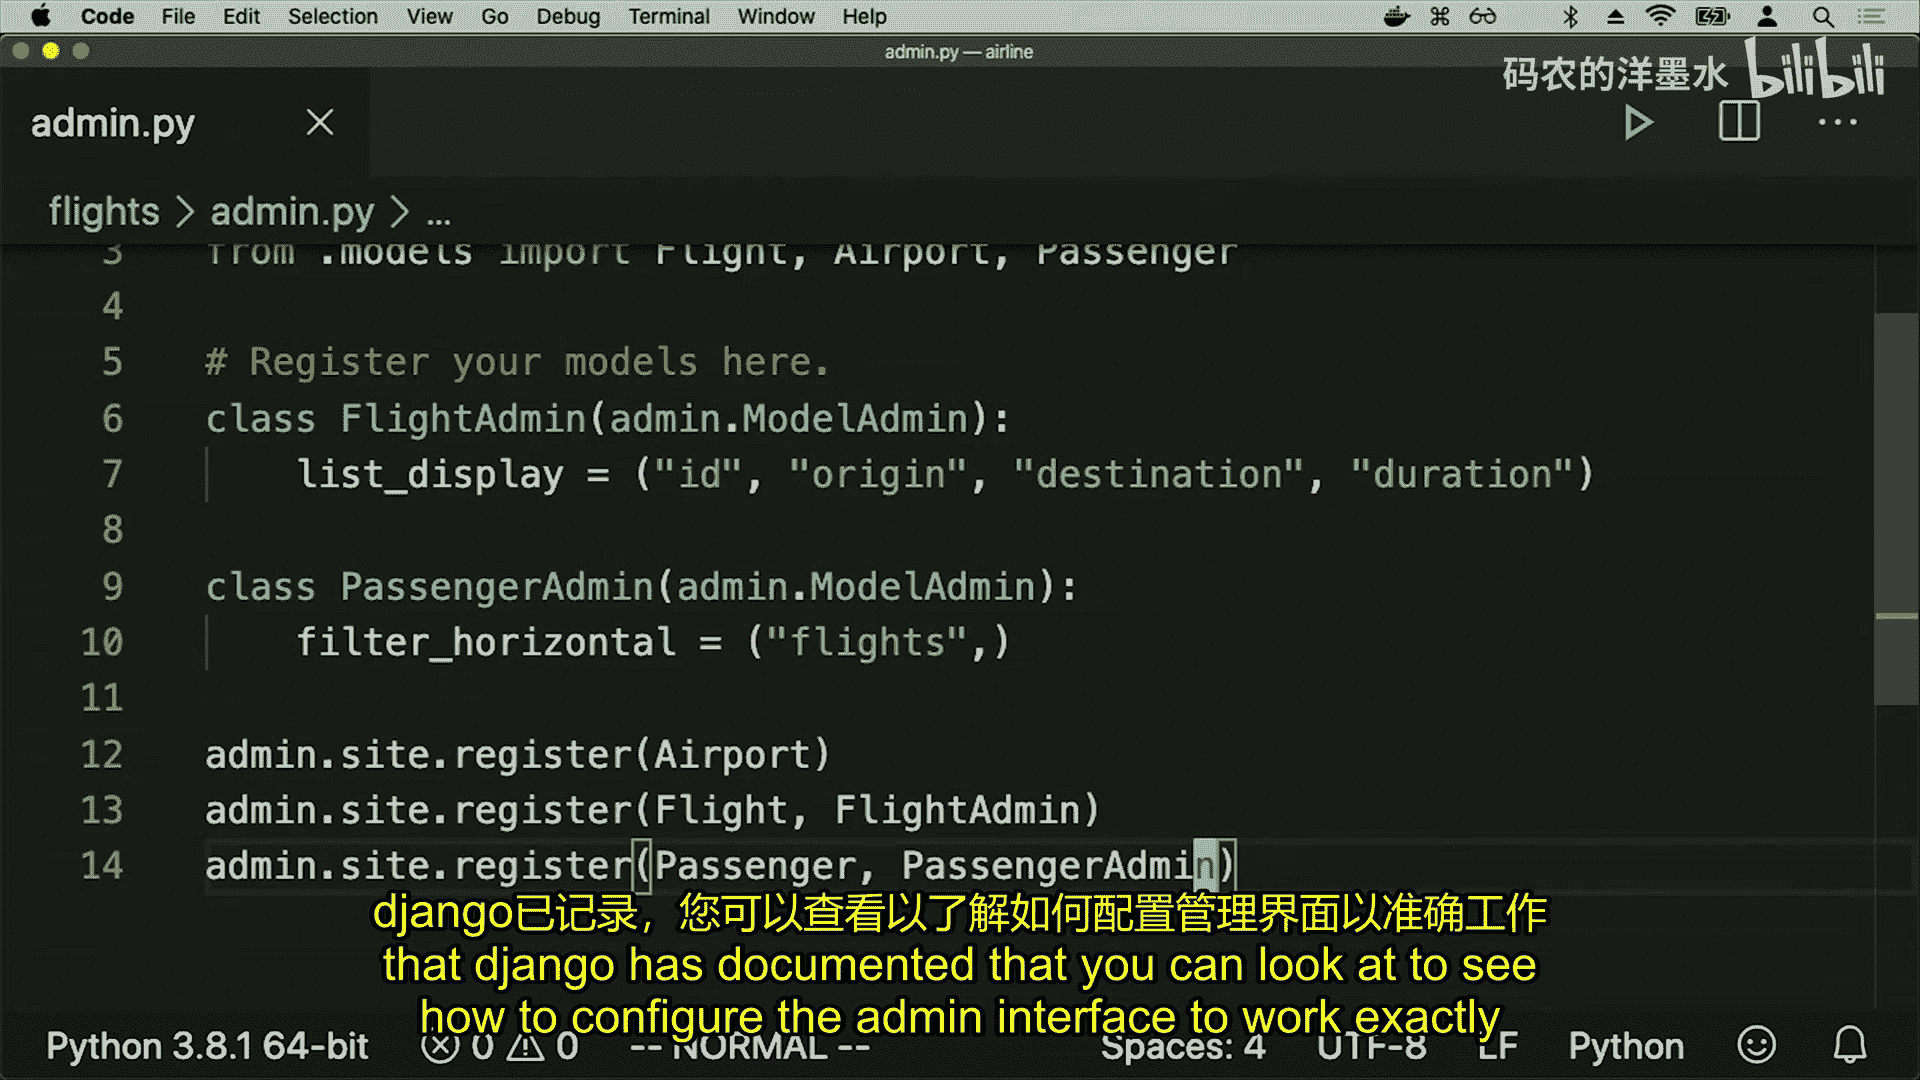 Code File Edit Selection View Go Debug Terminal Window Help
admin.py — airline
码农的洋墨水 bilibili
admin.py
flights > admin.py > ...
3 from .models import Flight, Airport, Passenger
4
5 # Register your models here.
6 class FlightAdmin(admin.ModelAdmin):
7 list_display = ("id", "origin", "destination", "duration")
8
9 class PassengerAdmin(admin.ModelAdmin):
10 filter_horizontal = ("flights",)
11
12 admin.site.register(Airport)
13 admin.site.register(Flight, FlightAdmin)
14 admin.site.register(Passenger, PassengerAdmin)
django已记录，您可以查看以了解如何配置管理界面以准确工作
that django has documented that you can look at to see
how to configure the admin interface to work exactly
Python 3.8.1 64-bit 0 0 -- NORMAL -- Spaces: 4 UTF-8 LF Python